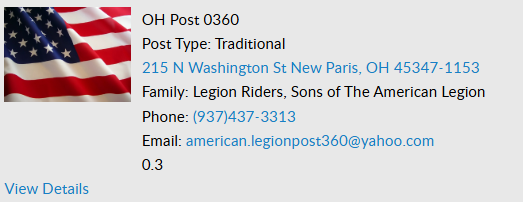 OH Post 0360
Post Type: Traditional
215 N Washington St New Paris, OH 45347-1153
Family: Legion Riders, Sons of The American Legion
Phone: (937)437-3313
Email: american.legionpost360@yahoo.com
0.3
View Details